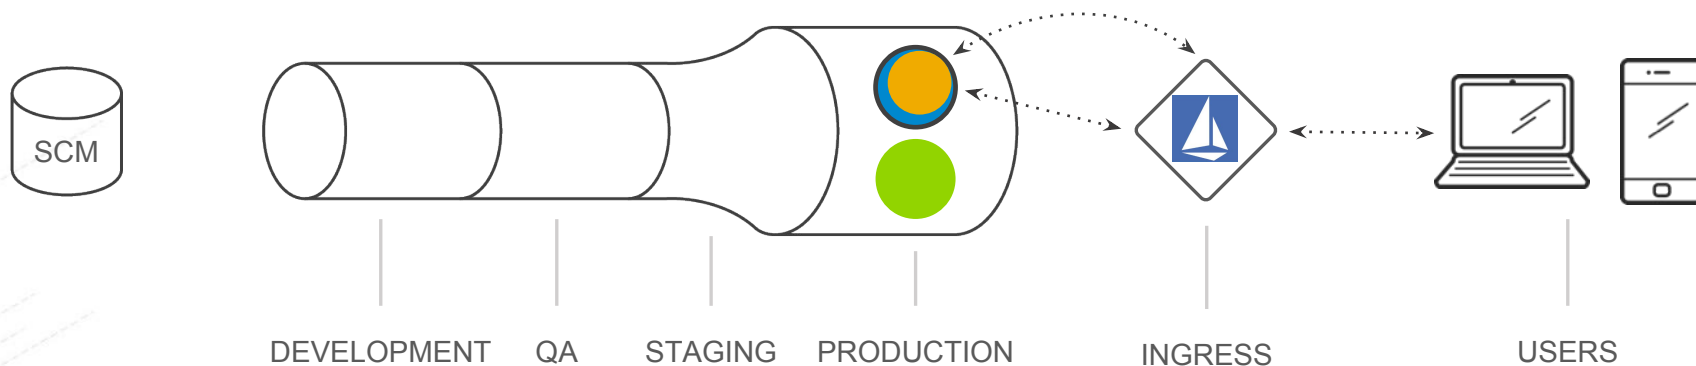 SCM
DEVELOPMENT
QA
STAGING
PRODUCTION
INGRESS
USERS